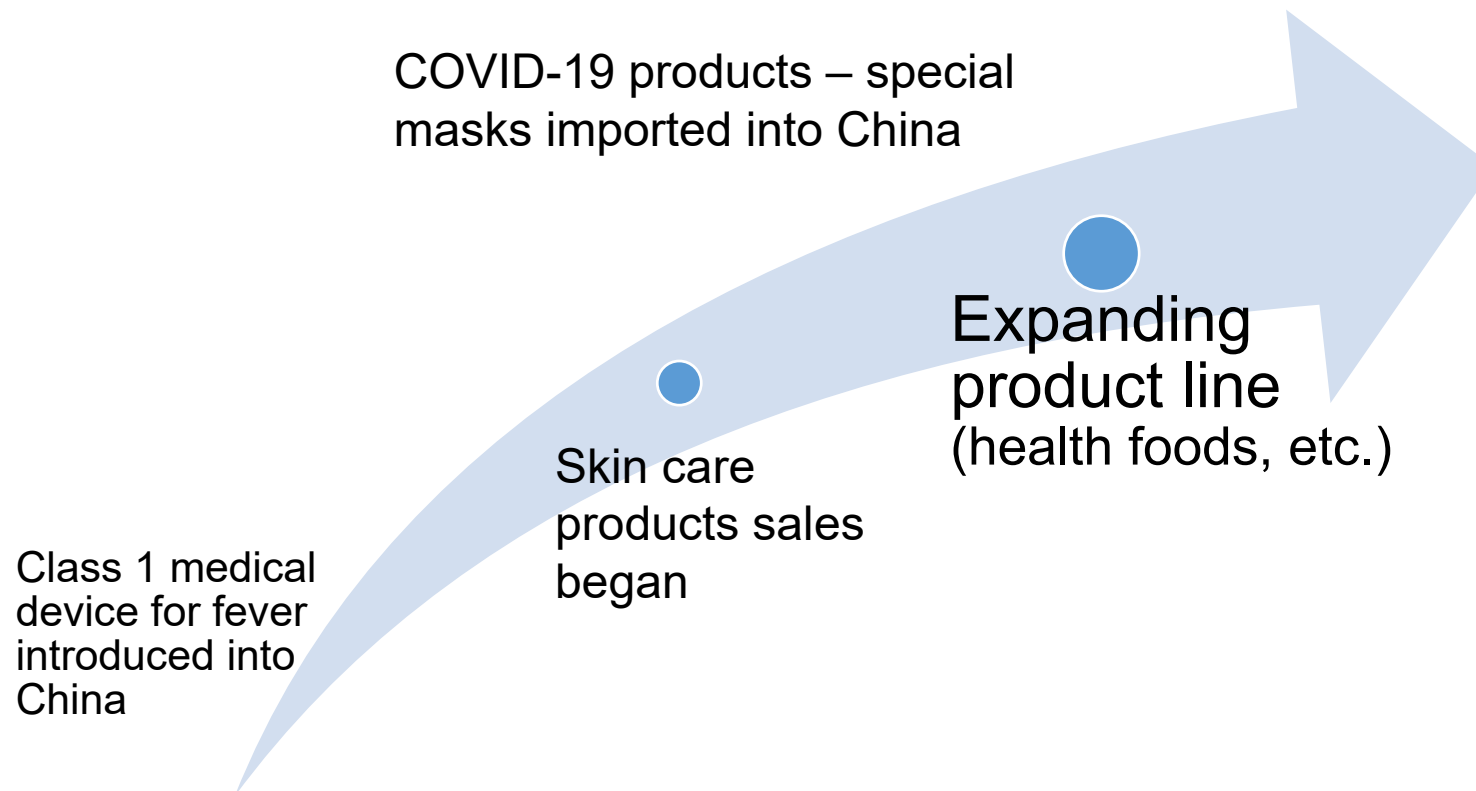 COVID-19 products – special
masks imported into China
Expanding
product line
(health foods, etc.)
Skin care
products sales
began
Class 1 medical
device for fever
introduced into
China